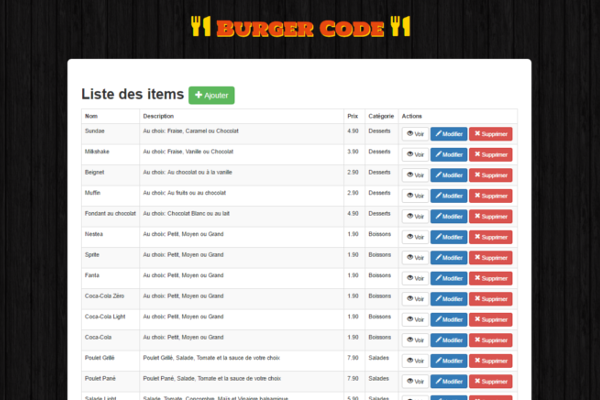 BURGER CODE
Liste des items + Ajouter
Nom Description Prix Catégorie Actions
Sundae Au choix: Fraise, Caramel ou Chocolat 4.90 Desserts Voir Modifier Supprimer
Milkshake Au choix: Fraise, Vanille ou Chocolat 3.90 Desserts Voir Modifier Supprimer
Beignet Au choix: Au chocolat ou à la vanille 2.90 Desserts Voir Modifier Supprimer
Muffin Au choix: Au fruits ou au chocolat 2.90 Desserts Voir Modifier Supprimer
Fondant au chocolat Au choix: Chocolat Blanc ou au lait 4.90 Desserts Voir Modifier Supprimer
Nestea Au choix: Petit, Moyen ou Grand 1.90 Boissons Voir Modifier Supprimer
Sprite Au choix: Petit, Moyen ou Grand 1.90 Boissons Voir Modifier Supprimer
Fanta Au choix: Petit, Moyen ou Grand 1.90 Boissons Voir Modifier Supprimer
Coca-Cola Zéro Au choix: Petit, Moyen ou Grand 1.90 Boissons Voir Modifier Supprimer
Coca-Cola Light Au choix: Petit, Moyen ou Grand 1.90 Boissons Voir Modifier Supprimer
Coca-Cola Au choix: Petit, Moyen ou Grand 1.90 Boissons Voir Modifier Supprimer
Poulet Grillé Poulet Grillé, Salade, Tomate et la sauce de votre choix 7.90 Salades Voir Modifier Supprimer
Poulet Pané Poulet Pané, Salade, Tomate et la sauce de votre choix 7.90 Salades Voir Modifier Supprimer
Salade Light Salade, Tomate, Concombre, Maïs et Vinaigre balsamique 5.90 Salades Voir Modifier Supprimer